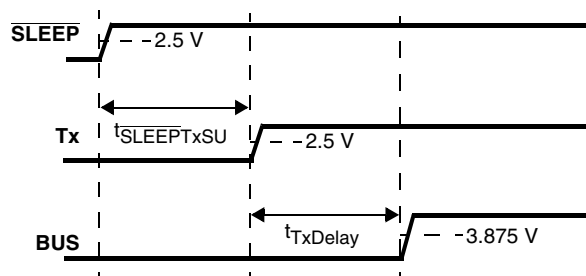 SLEEP
2.5 V
tSLEEPTxSU
Tx
2.5 V
tTxDelay
BUS
3.875 V